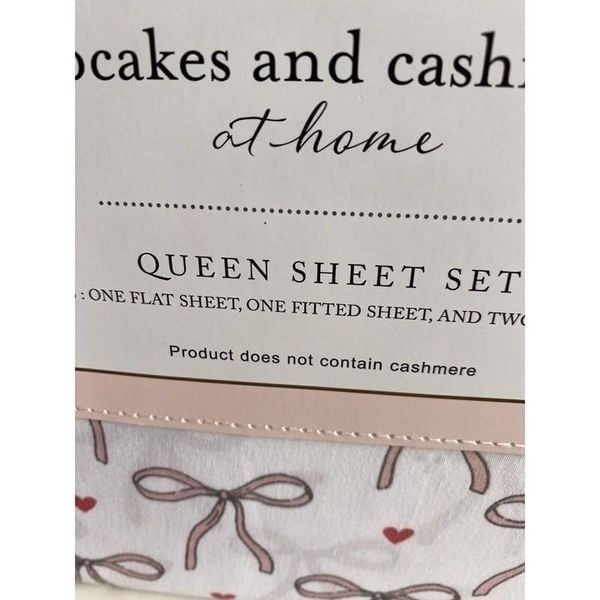 pcakes and cash
at home
QUEEN SHEET SET
: ONE FLAT SHEET, ONE FITTED SHEET, AND TWO
Product does not contain cashmere